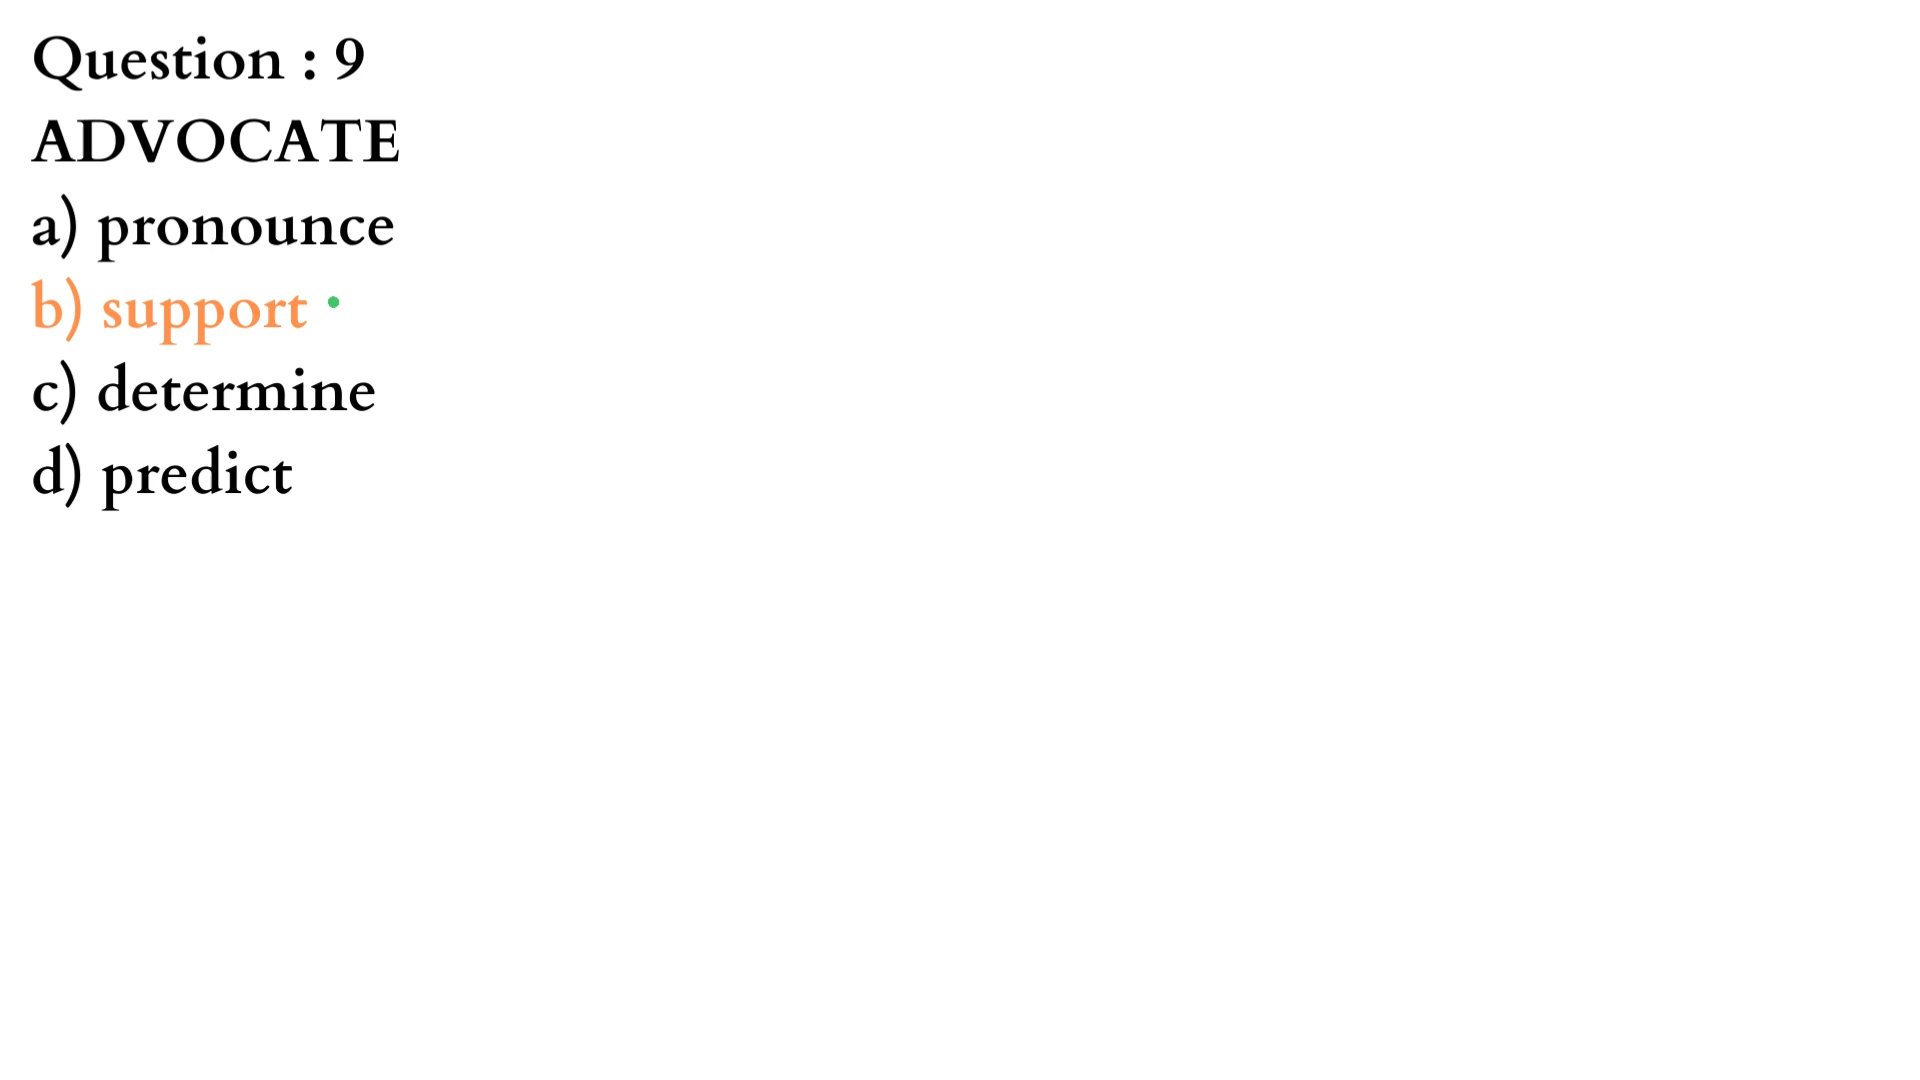 Question : 9
ADVOCATE
a) pronounce
b) support
c) determine
d) predict